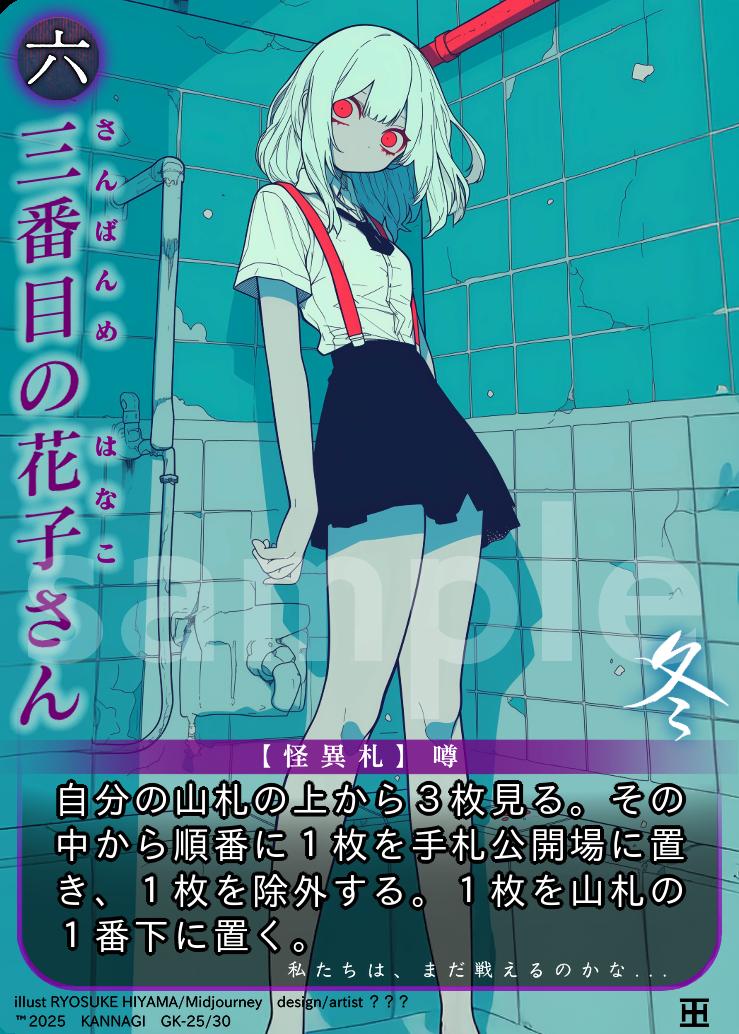 六
三番目の花子さん
さんばんめ はなこ
sample
冬
【怪異札】 噂
自分の山札の上から３枚見る。その
中から順番に１枚を手札公開場に置
き、１枚を除外する。１枚を山札の
１番下に置く。
私たちは、まだ戦えるのかな...
illust RYOSUKE HIYAMA/Midjourney design/artist ？？？
™2025 KANNAGI GK-25/30